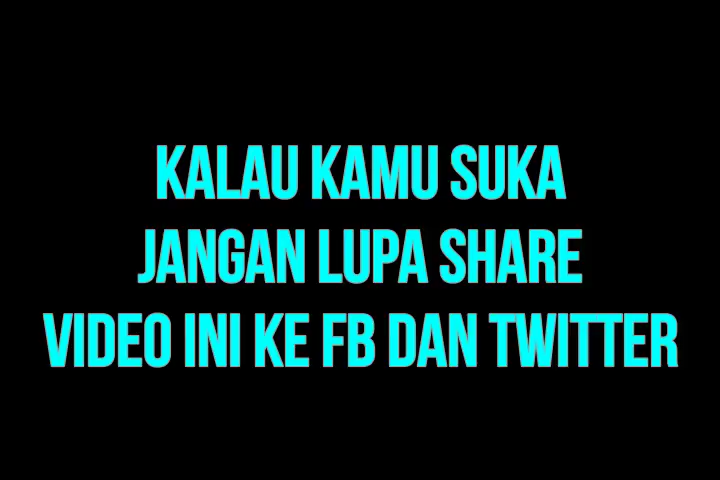 KALAU KAMU SUKA
JANGAN LUPA SHARE
VIDEO INI KE FB DAN TWITTER